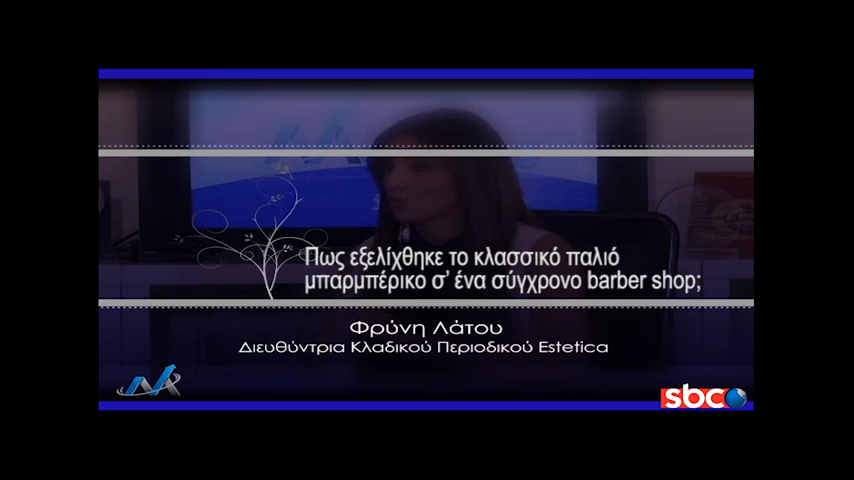 Πως εξελίχθηκε το κλασσικό παλιό
μπαρμπέρικο σ' ένα σύγχρονο barber shop;
Φρύνη Λάτου
Διευθύντρια Κλαδικού Περιοδικού Estetica
sbc